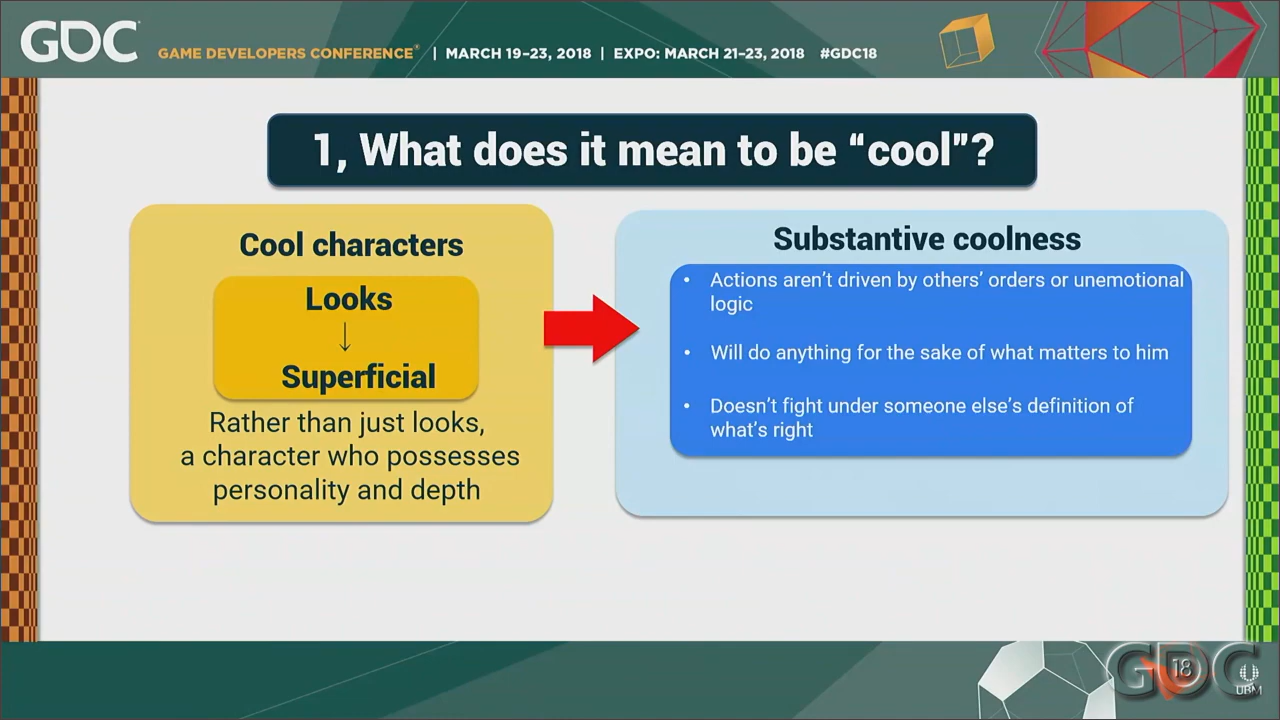 GDC
GAME DEVELOPERS CONFERENCE® | MARCH 19–23, 2018 | EXPO: MARCH 21–23, 2018 #GDC18
1, What does it mean to be “cool”?
Cool characters
Looks
↓
Superficial
Rather than just looks,
a character who possesses
personality and depth
Substantive coolness
• Actions aren’t driven by others’ orders or unemotional
logic
• Will do anything for the sake of what matters to him
• Doesn’t fight under someone else’s definition of
what’s right
GDC
18
UBM